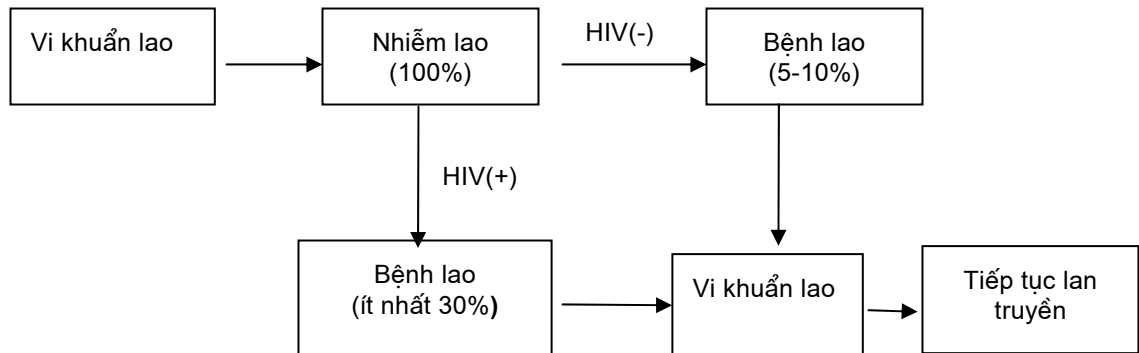 Vi khuẩn lao
Nhiễm lao
(100%)
HIV(-)
Bệnh lao
(5-10%)
HIV(+)
Bệnh lao
(ít nhất 30%)
Vi khuẩn lao
Tiếp tục lan
truyền